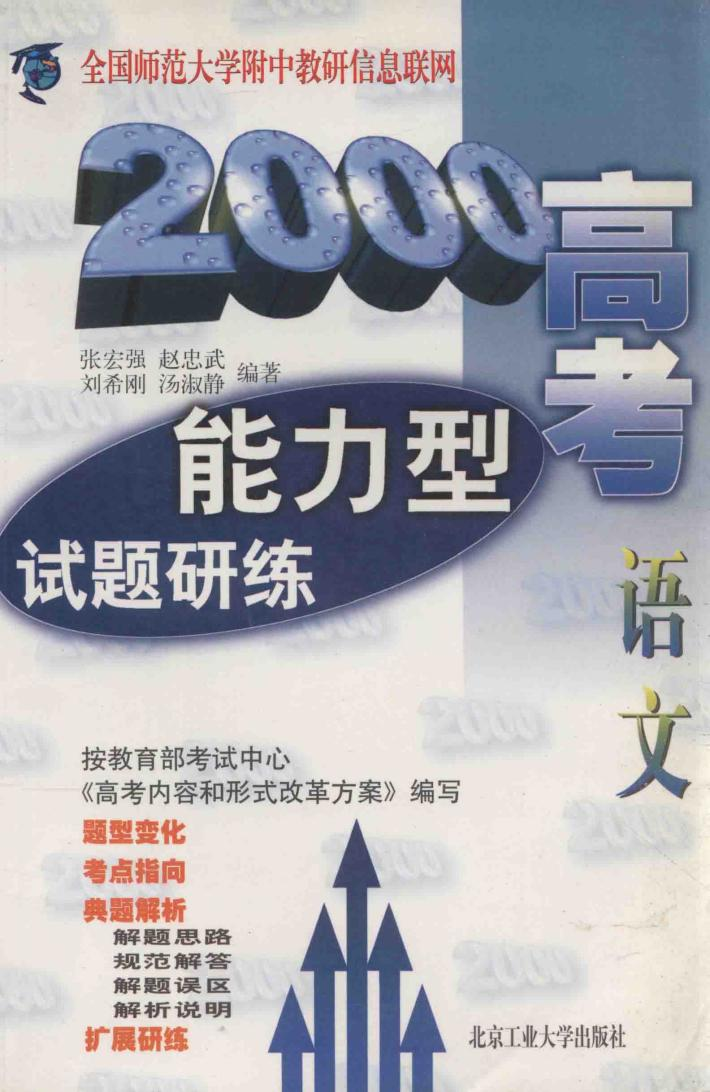 全国师范大学附中教研信息联网
2000
高考
张宏强 赵忠武
刘希刚 汤淑静 编著
能力型
试题研练
语文
按教育部考试中心
《高考内容和形式改革方案》编写
题型变化
考点指向
典题解析
解题思路
规范解答
解题误区
解析说明
扩展研练
北京工业大学出版社